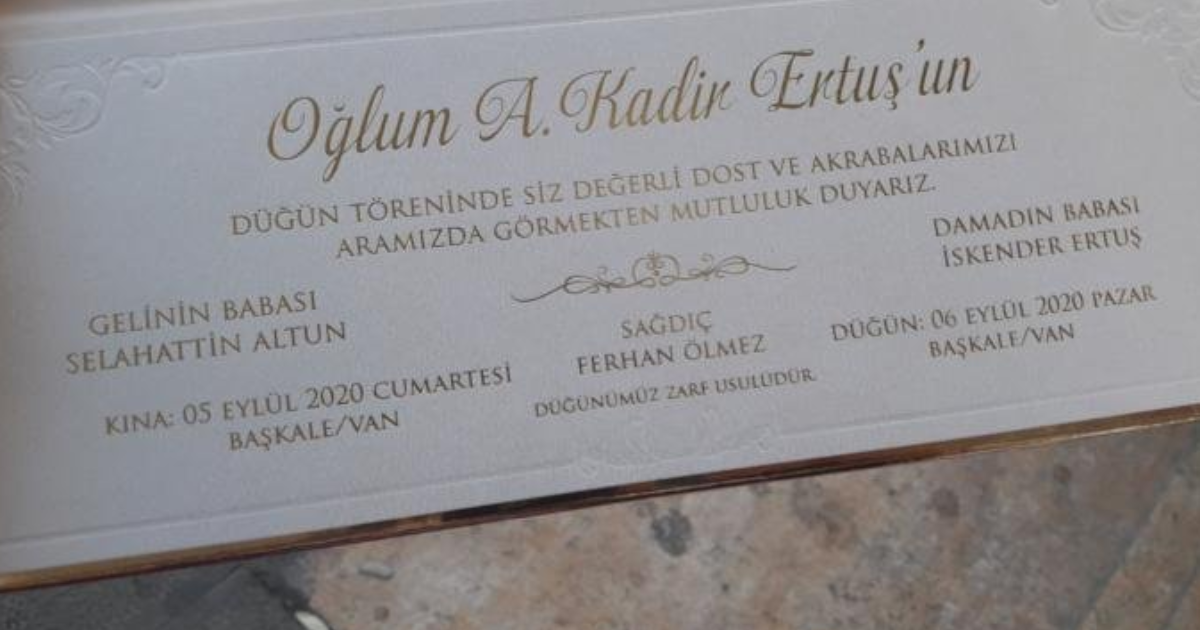 Oğlum A. Kadir Ertuş'un
DÜĞÜN TÖRENİNDE SİZ DEĞERLİ DOST VE AKRABALARIMIZI
ARAMIZDA GÖRMEKTEN MUTLULUK DUYARIZ.
GELİNİN BABASI
SELAHATTİN ALTUN
DAMADIN BABASI
İSKENDER ERTUŞ
SAĞDIÇ
FERHAN ÖLMEZ
KINA: 05 EYLÜL 2020 CUMARTESİ
BAŞKALE/VAN
DÜĞÜN: 06 EYLÜL 2020 PAZAR
BAŞKALE/VAN
DÜĞÜNÜMÜZ ZARF USULÜDÜR.